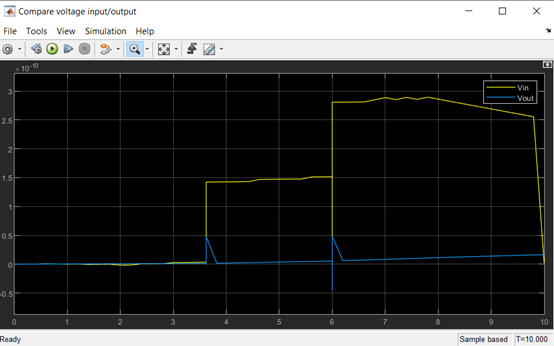 Compare voltage input/output
File Tools View Simulation Help
×10⁻¹⁰
Vin
Vout
3
2.5
2
1.5
1
0.5
0
-0.5
0 1 2 3 4 5 6 7 8 9 10
Ready Sample based T=10.000